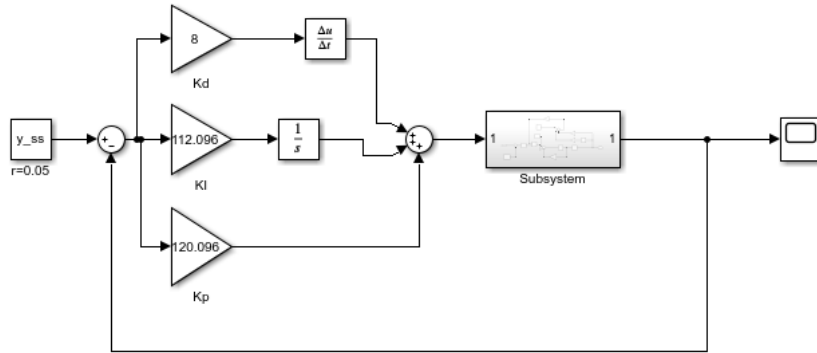 8
Δu
Δt
Kd
y_ss
r=0.05
+
-
112.096
1
s
KI
+
+
+
1
1
Subsystem
120.096
Kp